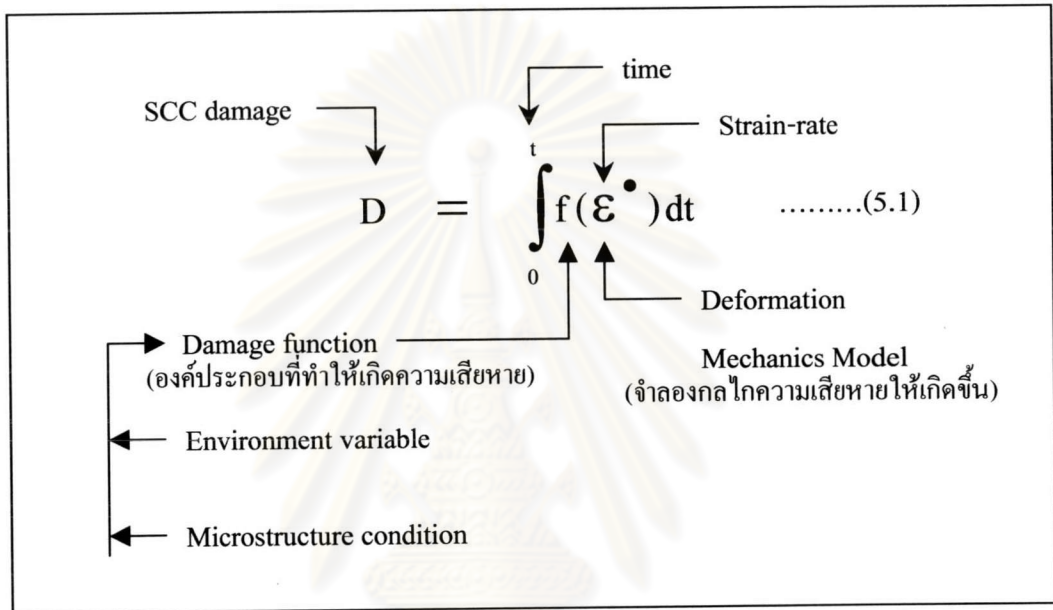 time
SCC damage
Strain-rate
t
D = ∫ f(ε˙)dt .........(5.1)
0
Deformation
Damage function
(องค์ประกอบที่ทำให้เกิดความเสียหาย)
Mechanics Model
(จำลองกลไกความเสียหายให้เกิดขึ้น)
Environment variable
Microstructure condition